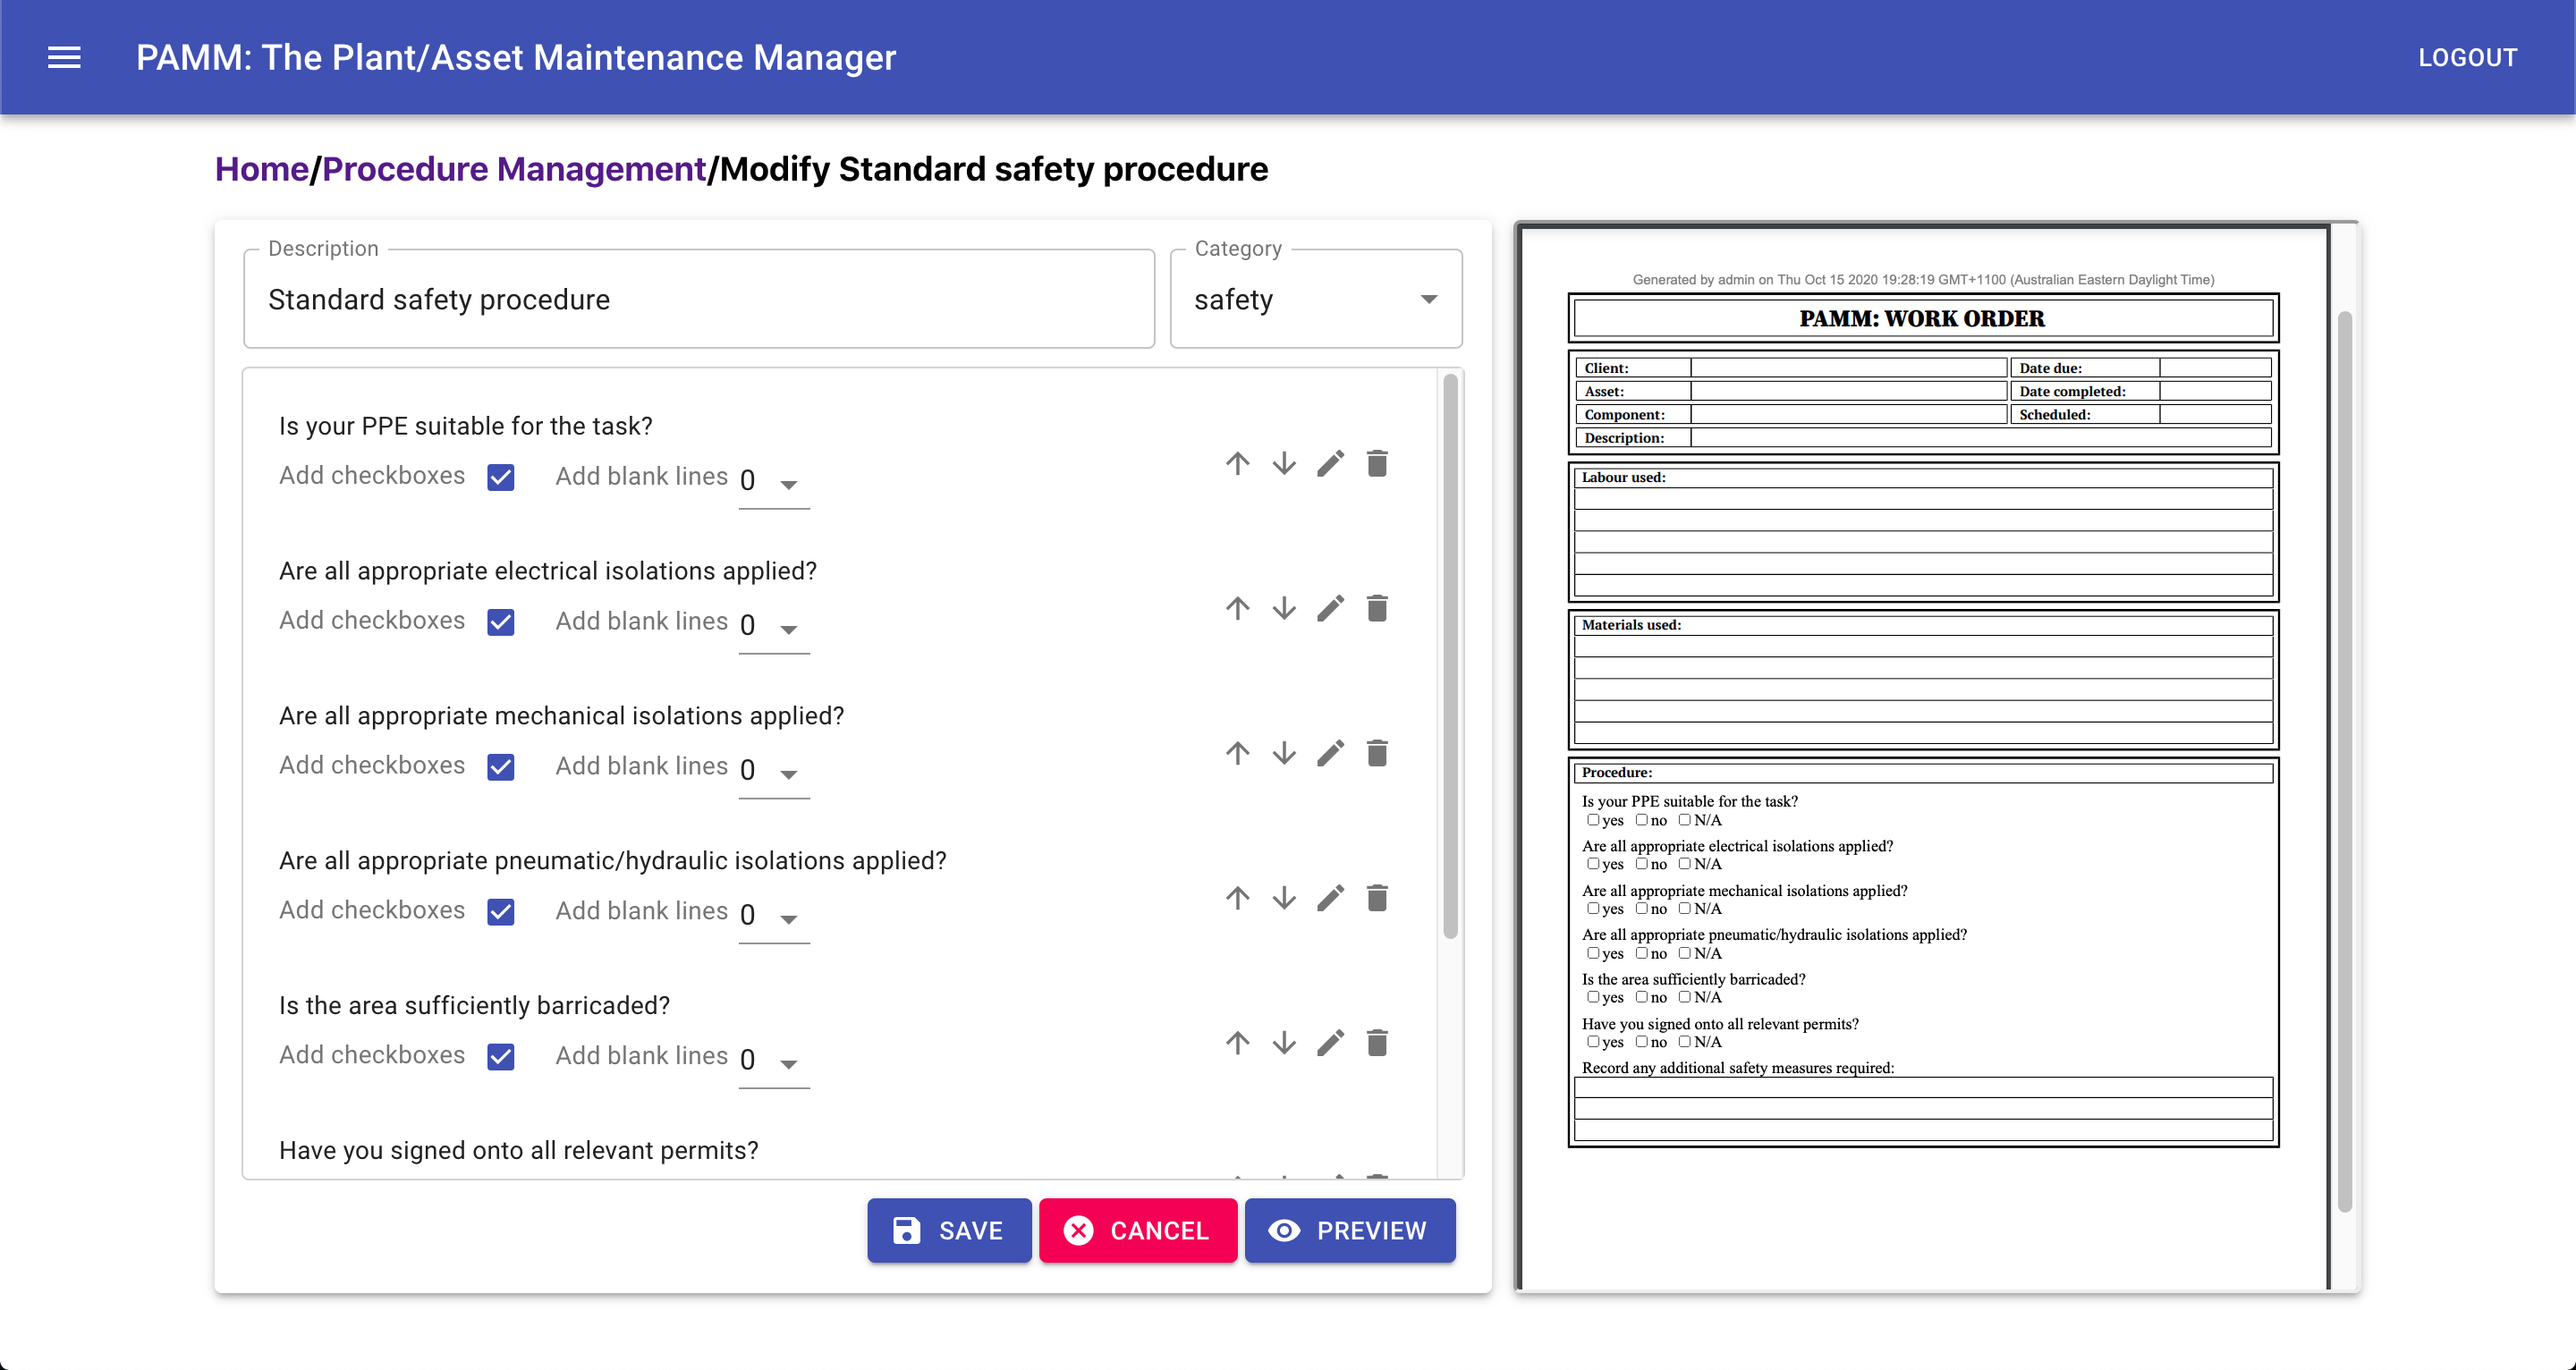 PAMM: The Plant/Asset Maintenance Manager
LOGOUT
Home/Procedure Management/Modify Standard safety procedure
Description
Standard safety procedure
Category
safety
Is your PPE suitable for the task?
Add checkboxes Add blank lines 0
Are all appropriate electrical isolations applied?
Add checkboxes Add blank lines 0
Are all appropriate mechanical isolations applied?
Add checkboxes Add blank lines 0
Are all appropriate pneumatic/hydraulic isolations applied?
Add checkboxes Add blank lines 0
Is the area sufficiently barricaded?
Add checkboxes Add blank lines 0
Have you signed onto all relevant permits?
SAVE
CANCEL
PREVIEW
Generated by admin on Thu Oct 15 2020 19:28:19 GMT+1100 (Australian Eastern Daylight Time)
PAMM: WORK ORDER
Client: Date due:
Asset: Date completed:
Component: Scheduled:
Description:
Labour used:
Materials used:
Procedure:
Is your PPE suitable for the task?
yes no N/A
Are all appropriate electrical isolations applied?
yes no N/A
Are all appropriate mechanical isolations applied?
yes no N/A
Are all appropriate pneumatic/hydraulic isolations applied?
yes no N/A
Is the area sufficiently barricaded?
yes no N/A
Have you signed onto all relevant permits?
yes no N/A
Record any additional safety measures required: